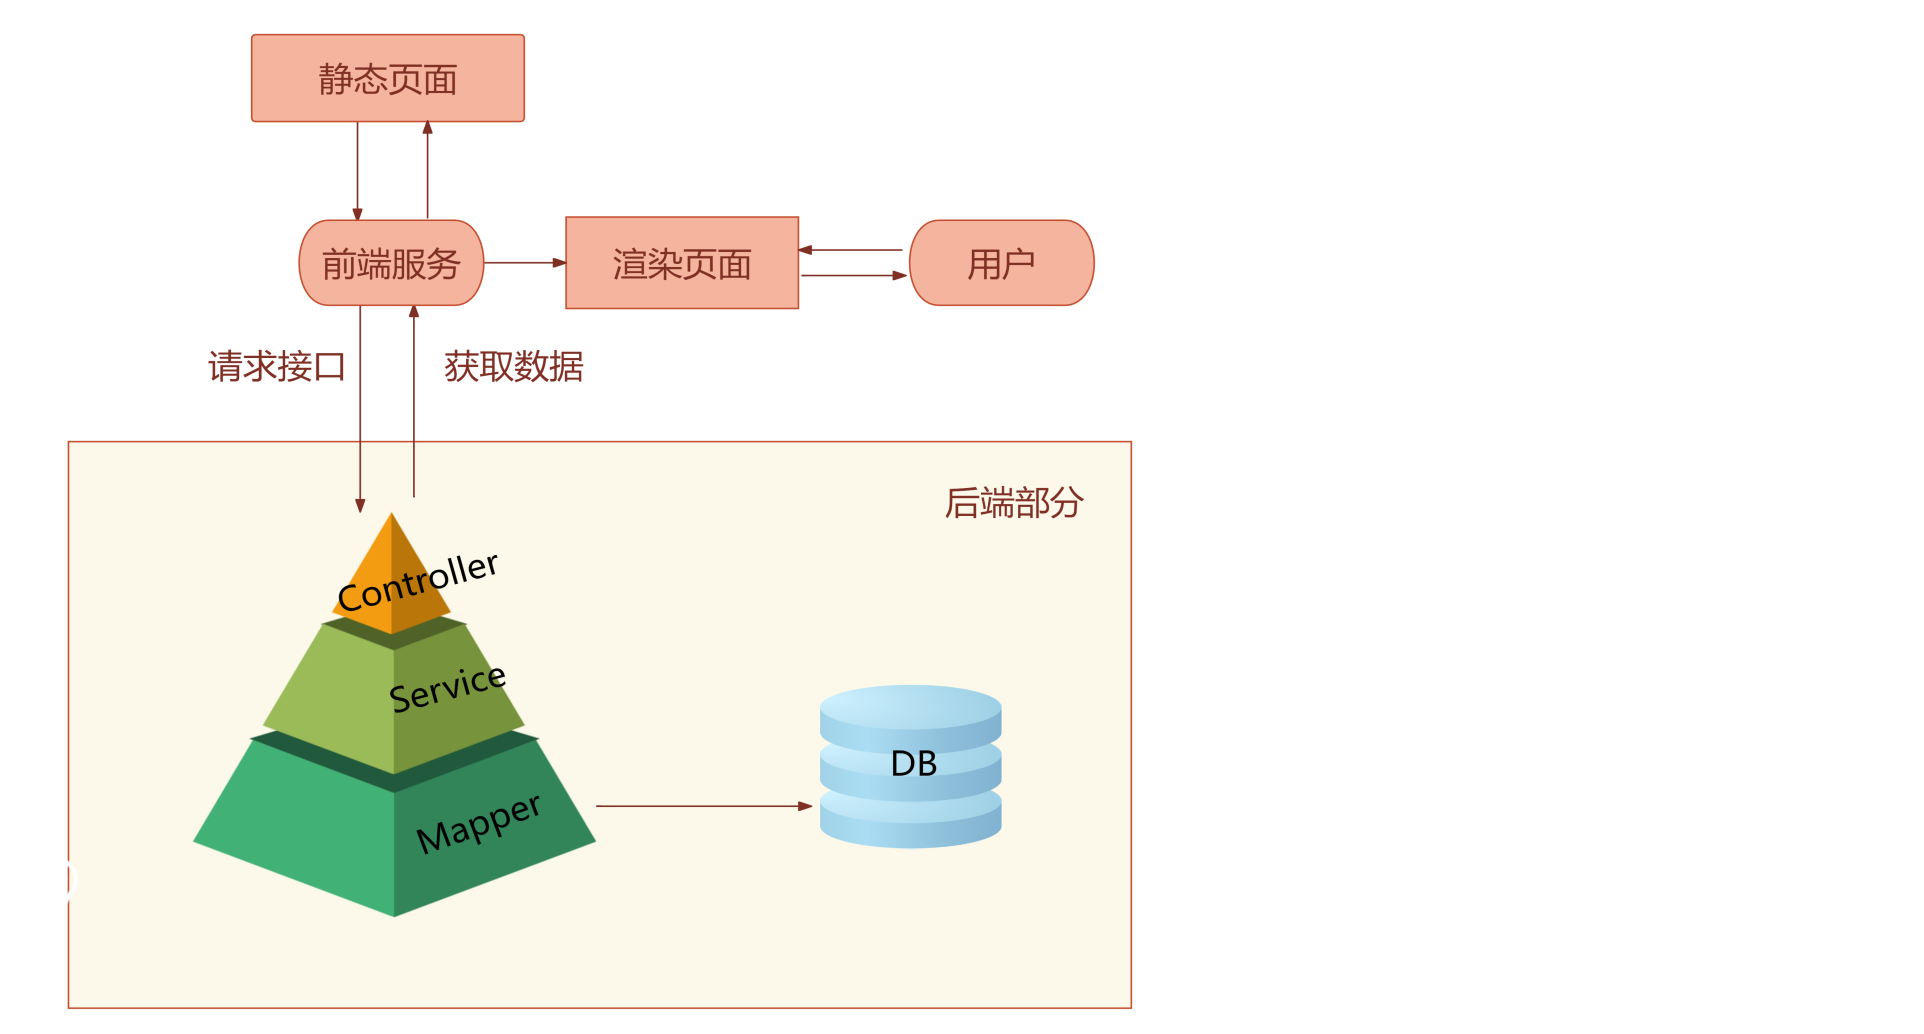 静态页面
前端服务
渲染页面
用户
请求接口
获取数据
后端部分
Controller
Service
Mapper
DB